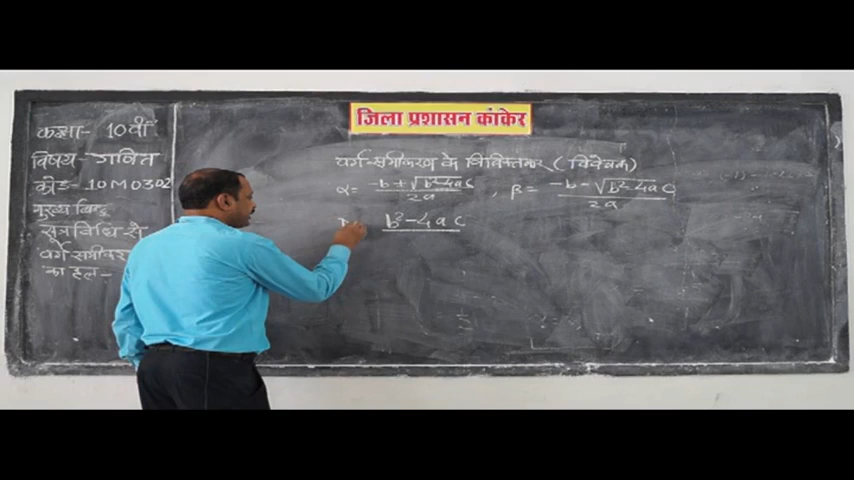 जिला प्रशासन कांकेर
कक्षा- 10वीं
विषय- गणित
कोड- 10M0302
मुख्य बिन्दु
सूत्र विधि से
वर्ग समीकरण
का हल-
वर्ग-समीकरण के विविक्तकर (विवेचक)
α= -b+√b²-4ac / 2a , β= -b-√b²-4ac / 2a
b²-4ac